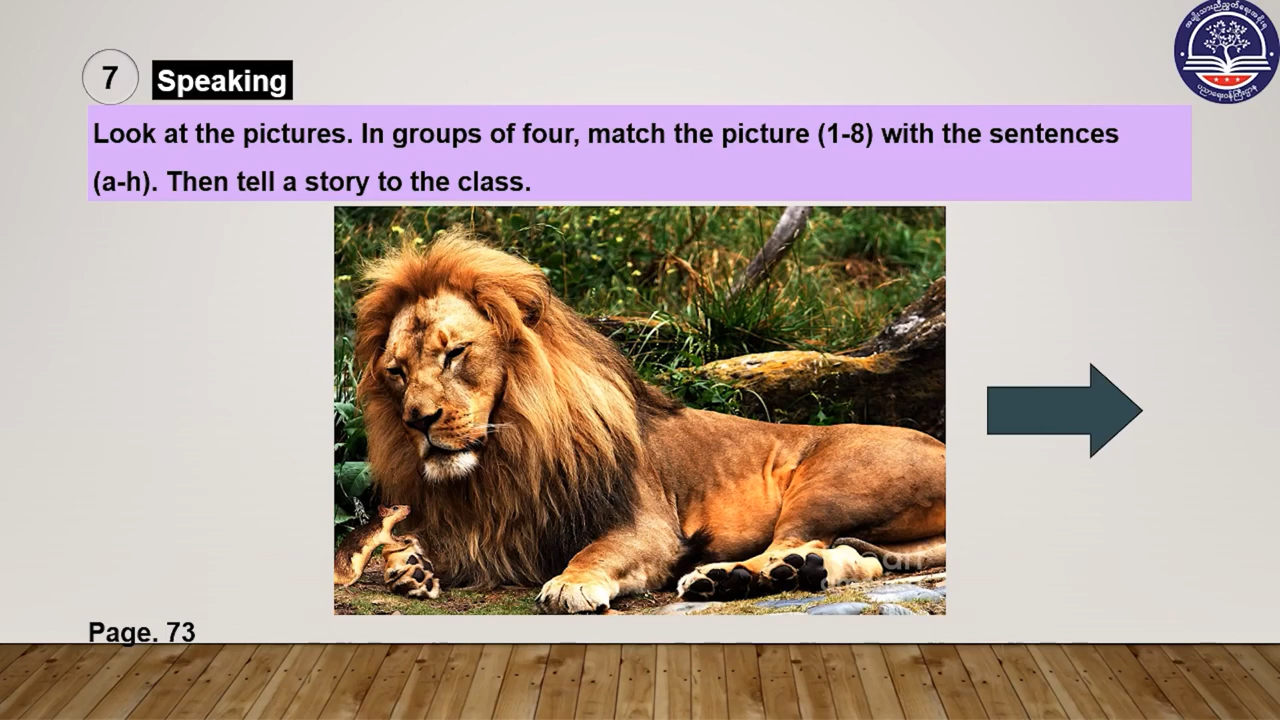 7 Speaking
Look at the pictures. In groups of four, match the picture (1-8) with the sentences
(a-h). Then tell a story to the class.
Page. 73